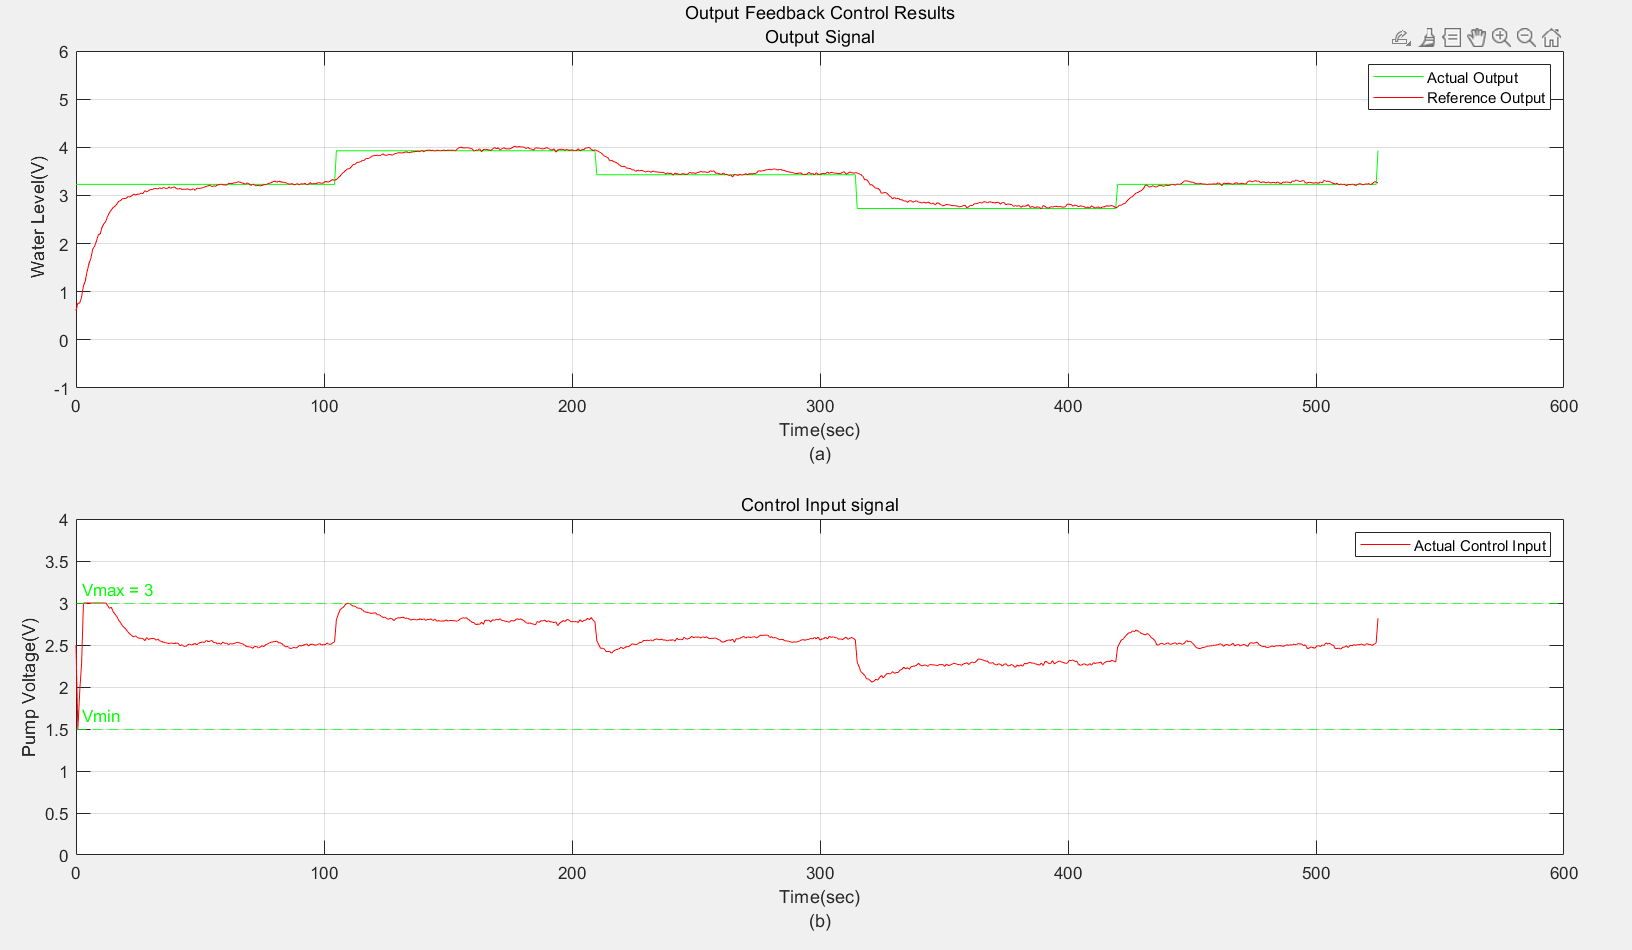 Output Feedback Control Results
Output Signal
6
5
4
3
2
1
0
-1
Water Level(V)
Actual Output
Reference Output
0 100 200 300 400 500 600
Time(sec)
(a)
Control Input signal
4
3.5
3
2.5
2
1.5
1
0.5
0
Pump Voltage(V)
Actual Control Input
Vmax = 3
Vmin
0 100 200 300 400 500 600
Time(sec)
(b)